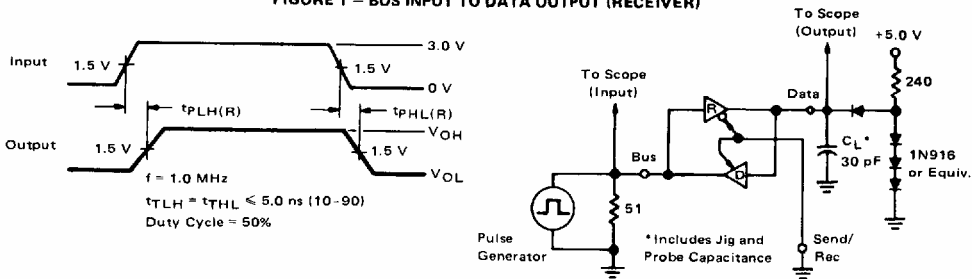 FIGURE 1 – BUS INPUT TO DATA OUTPUT (RECEIVER)
Input
1.5 V
3.0 V
1.5 V
0 V
tPLH(R)
tPHL(R)
Output
1.5 V
VOH
1.5 V
VOL
f = 1.0 MHz
tTLH = tTHL ≤ 5.0 ns (10-90)
Duty Cycle = 50%
To Scope
(Input)
To Scope
(Output)
+5.0 V
240
Data
R
D
Bus
CL*
30 pF
1N916
or Equiv.
51
Pulse
Generator
*Includes Jig and
Probe Capacitance
Send/
Rec